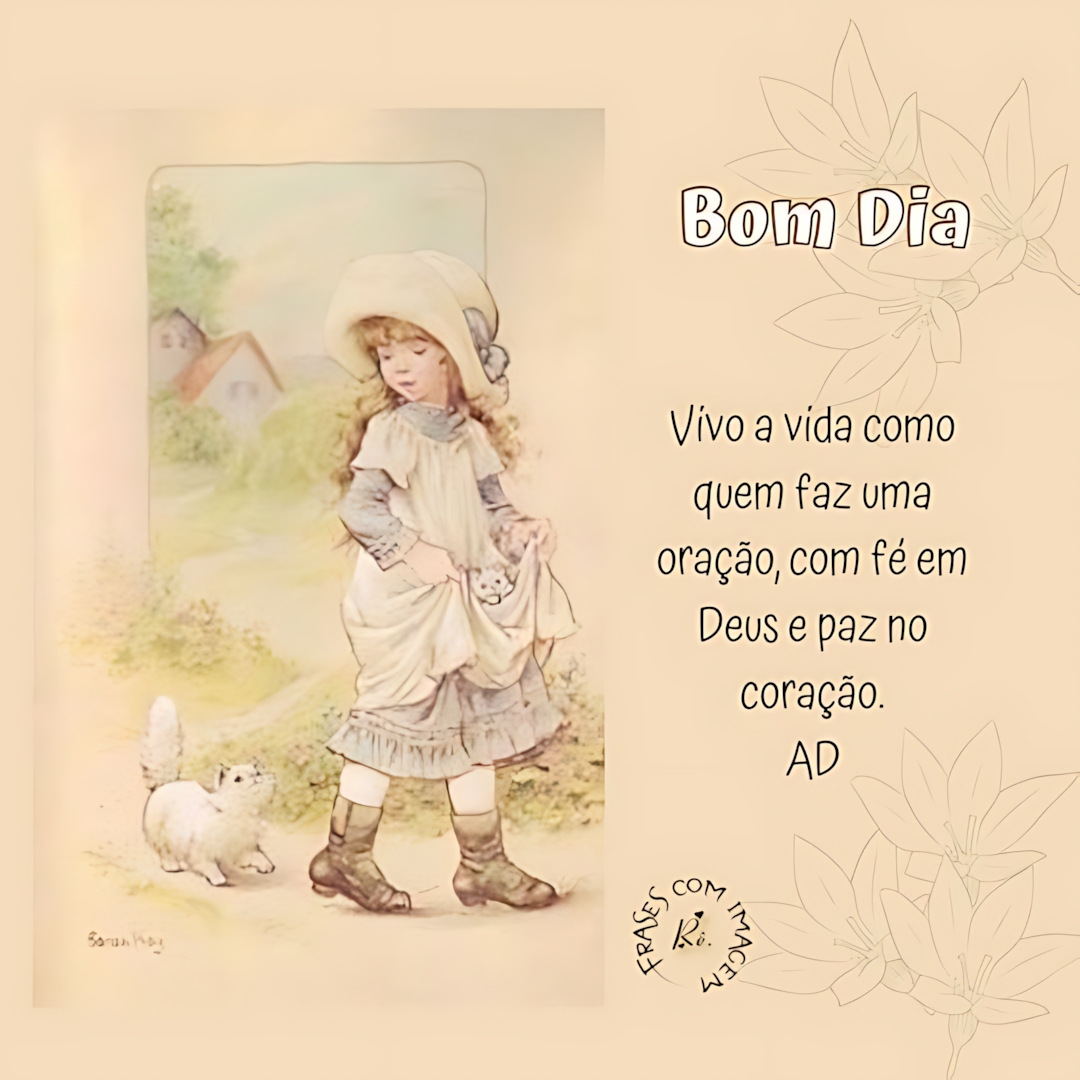 Bom Dia
Vivo a vida como
quem faz uma
oração, com fé em
Deus e paz no
coração.
AD
FRASES COM IMAGEM
Rô.